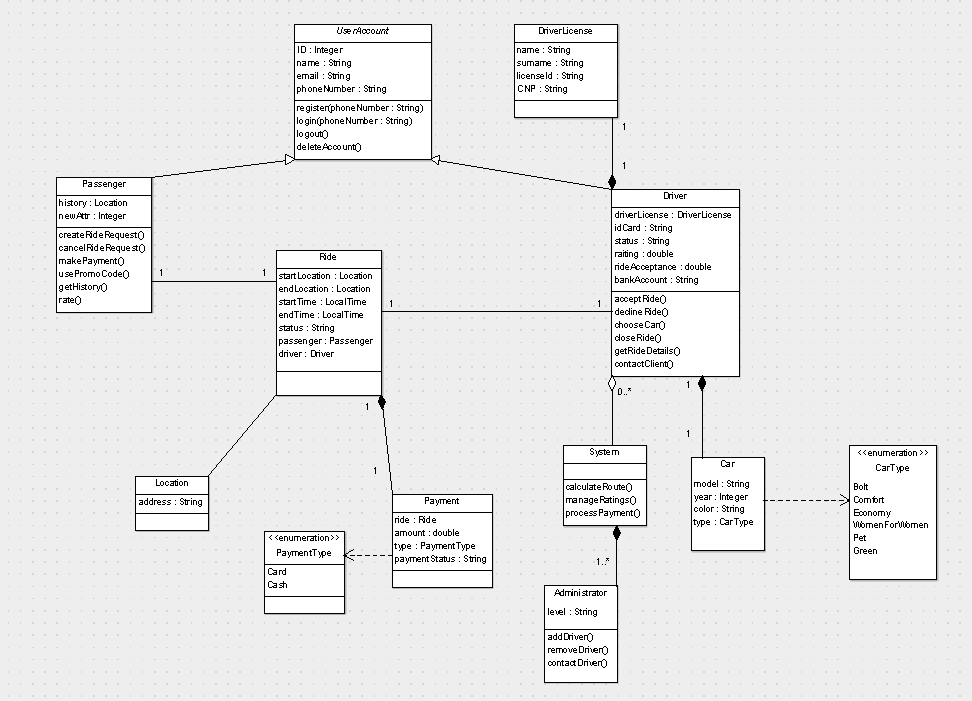 UserAccount
ID : Integer
name : String
email : String
phoneNumber : String
register(phoneNumber : String)
login(phoneNumber : String)
logout()
deleteAccount()
DriverLicense
name : String
surname : String
licenseId : String
CNP : String
1
1
Passenger
history : Location
newAttr : Integer
createRideRequest()
cancelRideRequest()
makePayment()
usePromoCode()
getHistory()
rate()
1
1
Ride
startLocation : Location
endLocation : Location
startTime : LocalTime
endTime : LocalTime
status : String
passenger : Passenger
driver : Driver
1
1
Driver
driverLicense : DriverLicense
idCard : String
status : String
raiting : double
rideAcceptance : double
bankAccount : String
acceptRide()
declineRide()
chooseCar()
closeRide()
getRideDetails()
contactClient()
0..*
1
1
1
1
Location
address : String
Payment
ride : Ride
amount : double
type : PaymentType
paymentStatus : String
<<enumeration>>
PaymentType
Card
Cash
System
calculateRoute()
manageRatings()
processPayment()
1..*
Administrator
level : String
addDriver()
removeDriver()
contactDriver()
Car
model : String
year : Integer
color : String
type : CarType
<<enumeration>>
CarType
Bolt
Comfort
Economy
WomenForWomen
Pet
Green